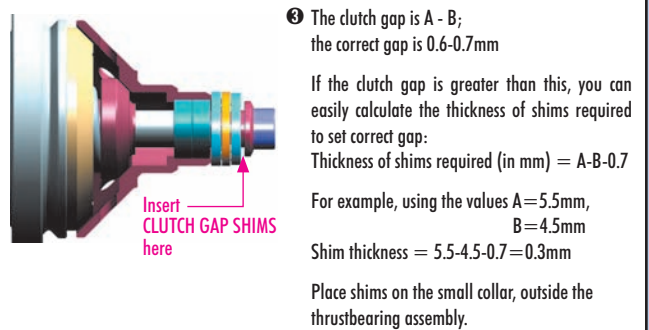 ❸ The clutch gap is A - B;
the correct gap is 0.6-0.7mm
If the clutch gap is greater than this, you can
easily calculate the thickness of shims required
to set correct gap:
Thickness of shims required (in mm) = A-B-0.7
For example, using the values A=5.5mm,
B=4.5mm
Shim thickness = 5.5-4.5-0.7=0.3mm
Place shims on the small collar, outside the
thrustbearing assembly.
Insert
CLUTCH GAP SHIMS
here